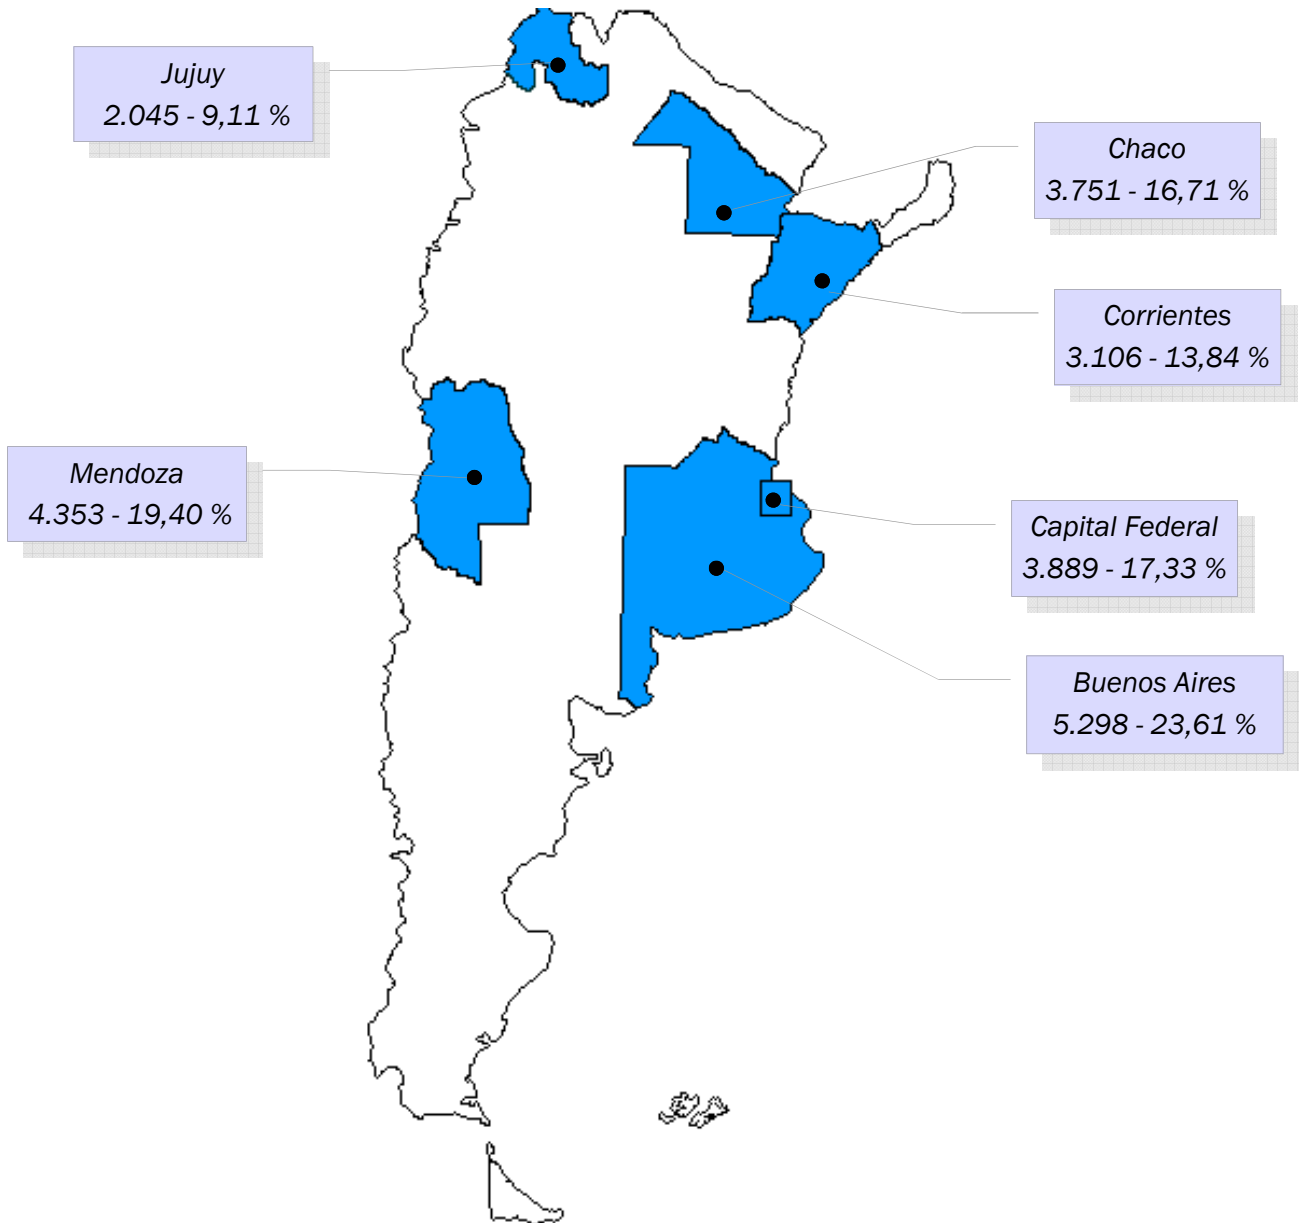 Jujuy
2.045 - 9,11 %
Chaco
3.751 - 16,71 %
Corrientes
3.106 - 13,84 %
Mendoza
4.353 - 19,40 %
Capital Federal
3.889 - 17,33 %
Buenos Aires
5.298 - 23,61 %